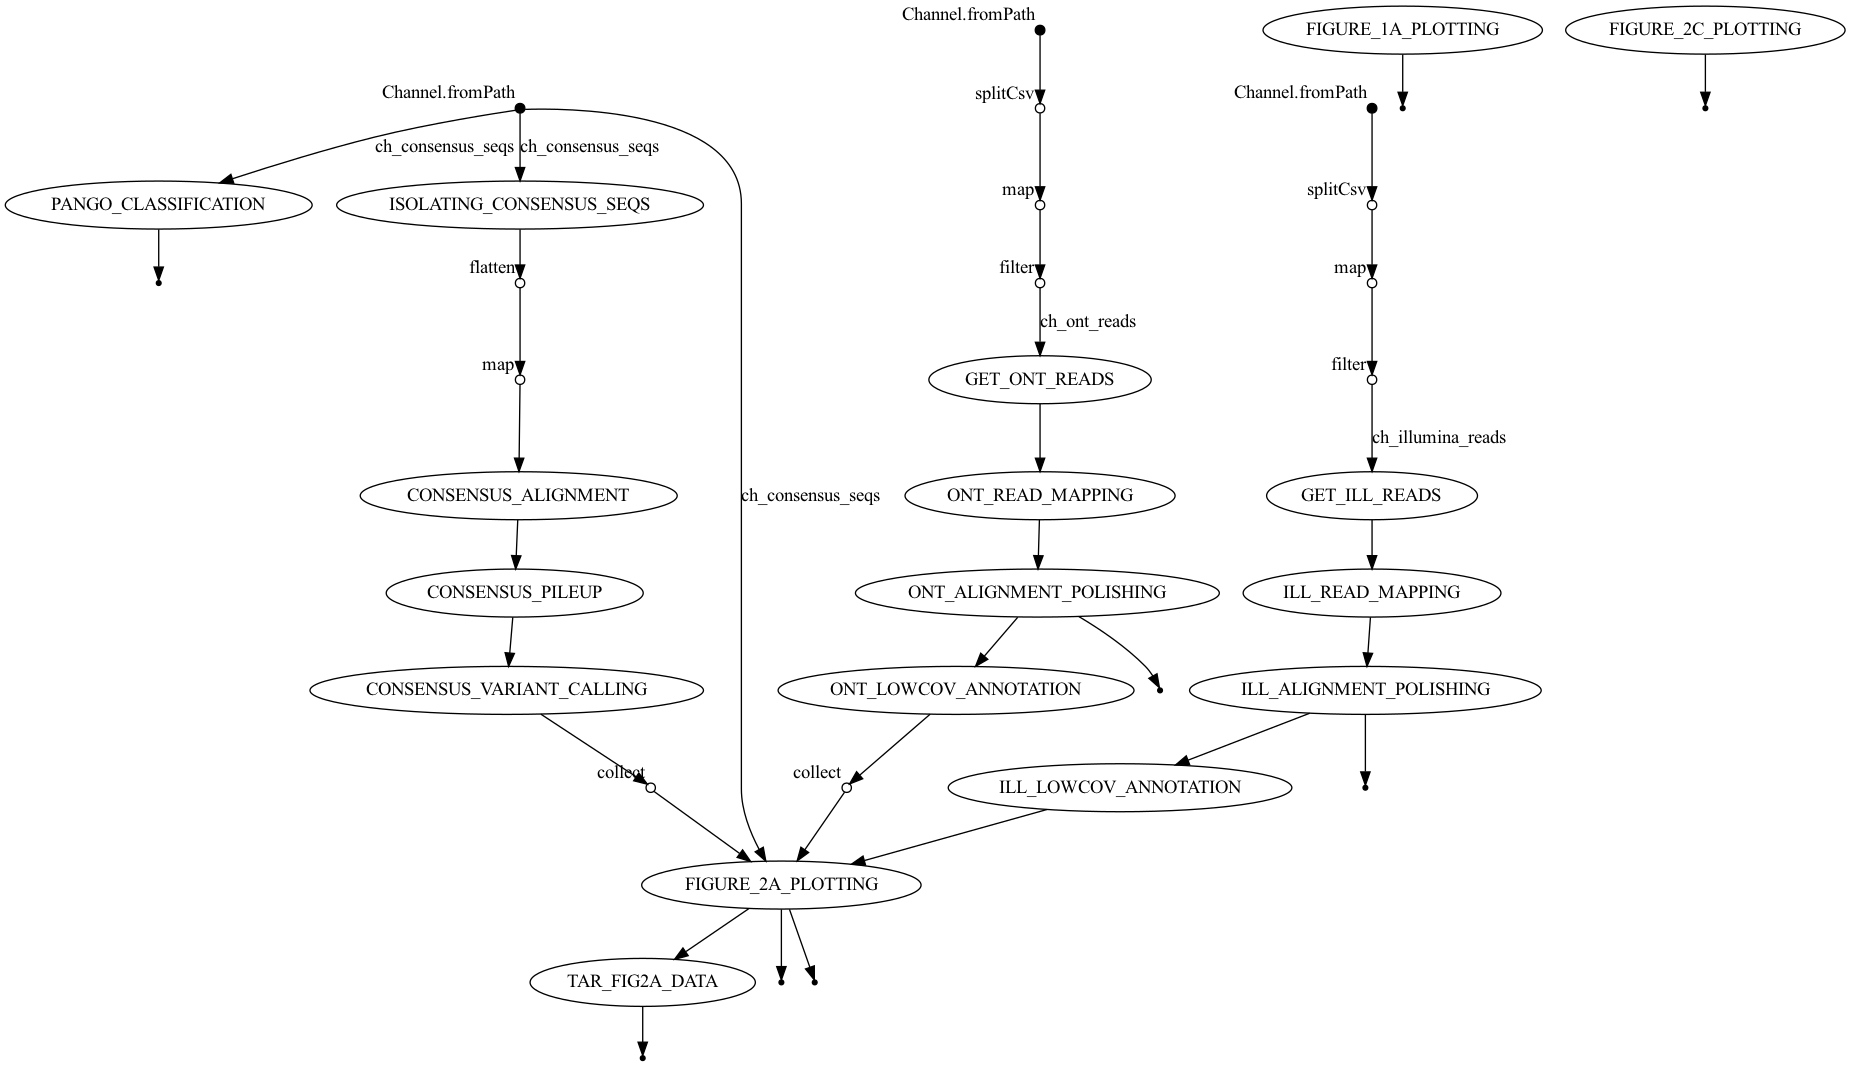 Channel.fromPath
FIGURE_1A_PLOTTING
FIGURE_2C_PLOTTING
Channel.fromPath
splitCsv
Channel.fromPath
ch_consensus_seqs
ch_consensus_seqs
PANGO_CLASSIFICATION
ISOLATING_CONSENSUS_SEQS
map
splitCsv
flatten
filter
map
ch_ont_reads
map
GET_ONT_READS
filter
ch_illumina_reads
CONSENSUS_ALIGNMENT
ch_consensus_seqs
ONT_READ_MAPPING
GET_ILL_READS
CONSENSUS_PILEUP
ONT_ALIGNMENT_POLISHING
ILL_READ_MAPPING
CONSENSUS_VARIANT_CALLING
ONT_LOWCOV_ANNOTATION
ILL_ALIGNMENT_POLISHING
collect
collect
ILL_LOWCOV_ANNOTATION
FIGURE_2A_PLOTTING
TAR_FIG2A_DATA